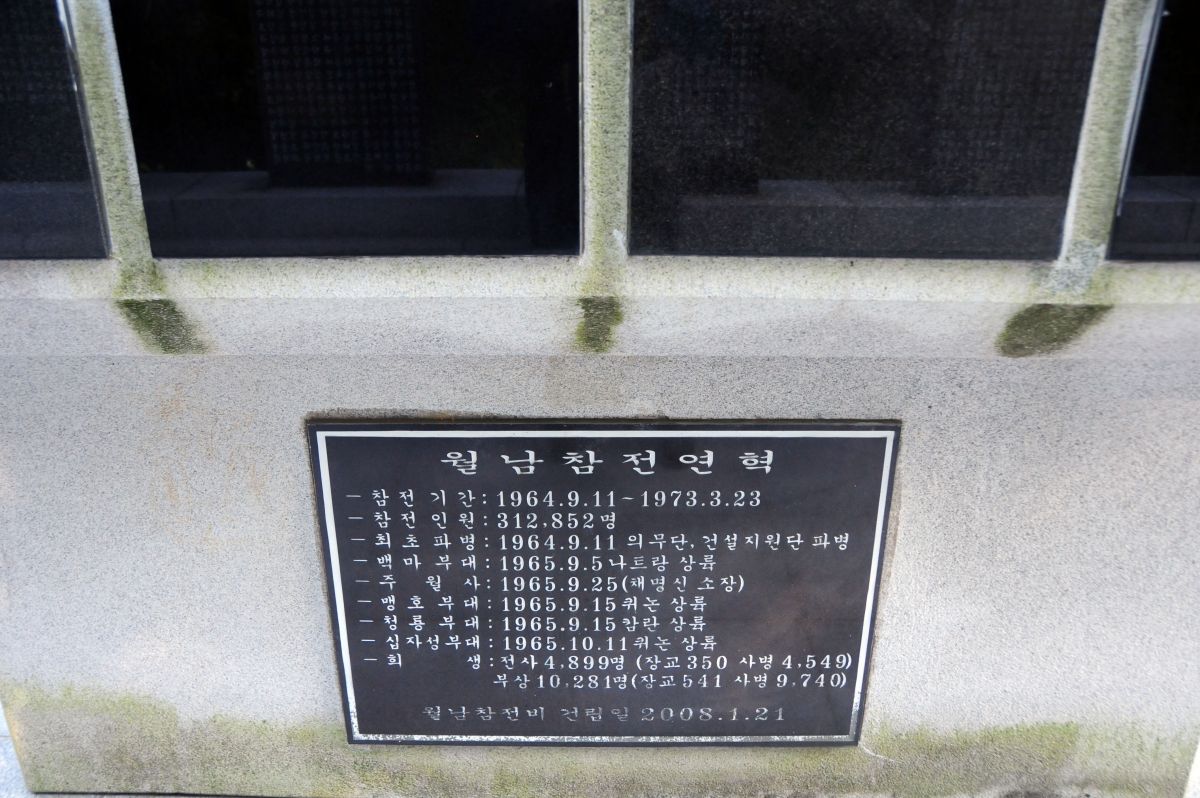 월남참전연혁
- 참전기간: 1964.9.11 ~ 1973.3.23
- 참전인원: 312,852명
- 최초파병: 1964.9.11 의무단, 건설지원단 파병
- 백마부대: 1965.9.5 나트랑 상륙
- 주월사: 1965.9.25(채명신 소장)
- 맹호부대: 1965.9.15 퀴논 상륙
- 청룡부대: 1965.9.15 캄란 상륙
- 십자성부대: 1965.10.11 퀴논 상륙
- 희생: 전사 4,899명 (장교 350 사병 4,549)
부상 10,281명(장교 541 사병 9,740)
월남참전비 건립일 2008.1.21